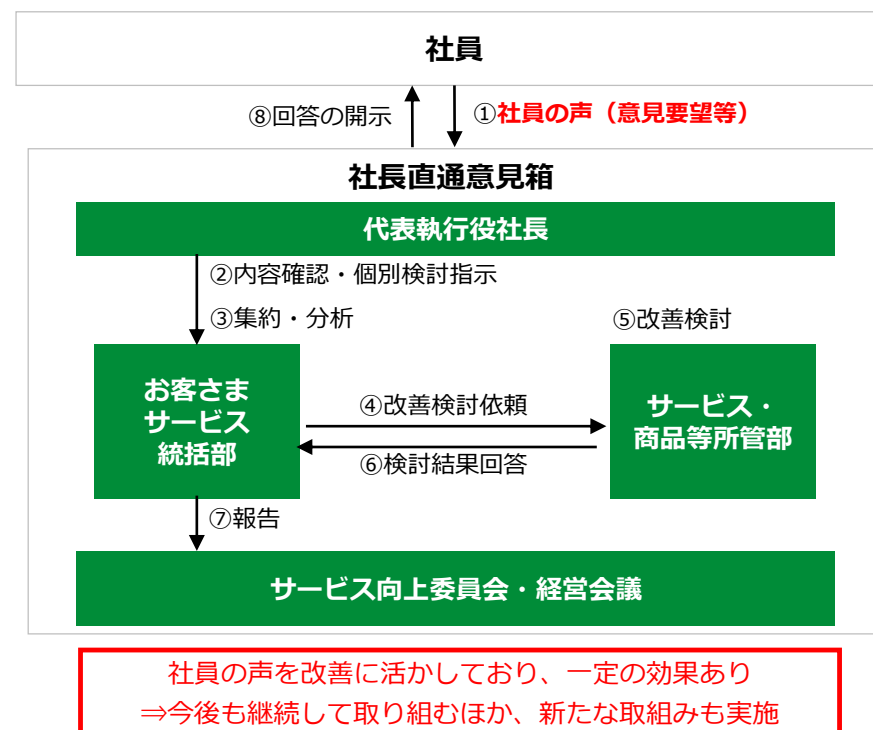 社員
⑧回答の開示
①社員の声（意見要望等）
社長直通意見箱
代表執行役社長
②内容確認・個別検討指示
③集約・分析
⑤改善検討
お客さま
サービス
統括部
④改善検討依頼
⑥検討結果回答
サービス・
商品等所管部
⑦報告
サービス向上委員会・経営会議
社員の声を改善に活かしており、一定の効果あり
⇒今後も継続して取り組むほか、新たな取組みも実施